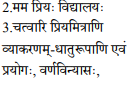 2.मम प्रियः विद्यालयः
3.चत्वारि प्रियमित्राणि
व्याकरणम्-धातुरूपाणि एवं
प्रयोगः, वर्णविन्यासः,